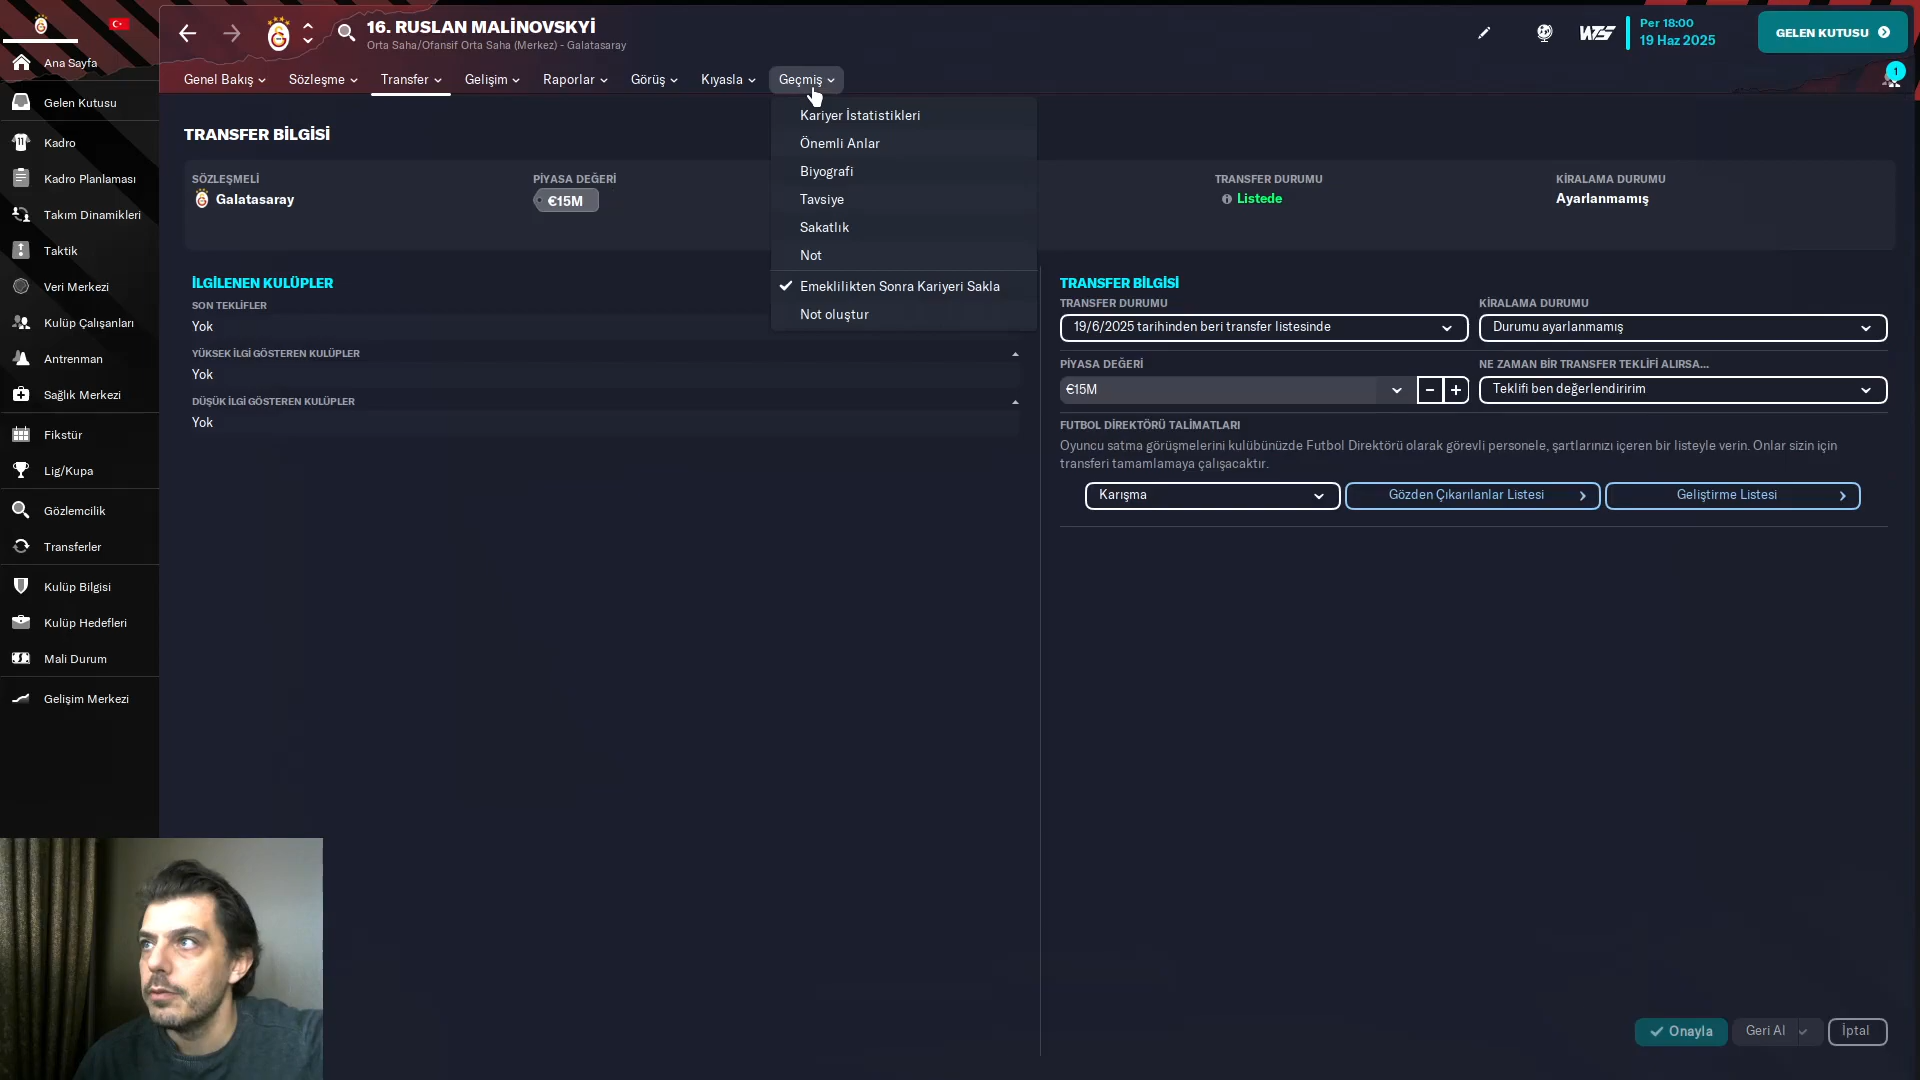 16. RUSLAN MALİNOVSKYİ
Orta Saha/Ofansif Orta Saha (Merkez) - Galatasaray
Per 18:00
19 Haz 2025
GELEN KUTUSU
1
Genel Bakış
Sözleşme
Transfer
Gelişim
Raporlar
Görüş
Kıyasla
Geçmiş
Ana Sayfa
Gelen Kutusu
Kadro
Kadro Planlaması
Takım Dinamikleri
Taktik
Veri Merkezi
Kulüp Çalışanları
Antrenman
Sağlık Merkezi
Fikstür
Lig/Kupa
Gözlemcilik
Transferler
Kulüp Bilgisi
Kulüp Hedefleri
Mali Durum
Gelişim Merkezi
Kariyer İstatistikleri
Önemli Anlar
Biyografi
Tavsiye
Sakatlık
Not
Emeklilikten Sonra Kariyeri Sakla
Not oluştur
TRANSFER BİLGİSİ
SÖZLEŞMELİ
Galatasaray
PİYASA DEĞERİ
€15M
TRANSFER DURUMU
Listede
KİRALAMA DURUMU
Ayarlanmamış
İLGİLENEN KULÜPLER
SON TEKLİFLER
Yok
YÜKSEK İLGİ GÖSTEREN KULÜPLER
Yok
DÜŞÜK İLGİ GÖSTEREN KULÜPLER
Yok
TRANSFER BİLGİSİ
TRANSFER DURUMU
19/6/2025 tarihinden beri transfer listesinde
KİRALAMA DURUMU
Durumu ayarlanmamış
PİYASA DEĞERİ
€15M
NE ZAMAN BİR TRANSFER TEKLİFİ ALIRSA...
Teklifi ben değerlendiririm
FUTBOL DİREKTÖRÜ TALİMATLARI
Oyuncu satma görüşmelerini kulübünüzde Futbol Direktörü olarak görevli personele, şartlarınızı içeren bir listeyle verin. Onlar sizin için
transferi tamamlamaya çalışacaktır.
Karışma
Gözden Çıkarılanlar Listesi
Geliştirme Listesi
Onayla
Geri Al
İptal